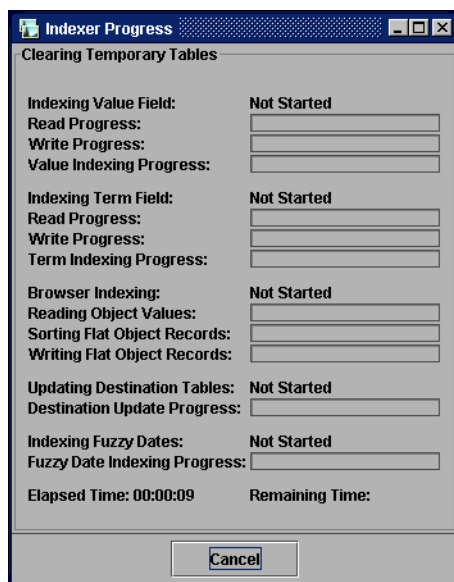 Indexer Progress
Clearing Temporary Tables
Indexing Value Field: Not Started
Read Progress:
Write Progress:
Value Indexing Progress:
Indexing Term Field: Not Started
Read Progress:
Write Progress:
Term Indexing Progress:
Browser Indexing: Not Started
Reading Object Values:
Sorting Flat Object Records:
Writing Flat Object Records:
Updating Destination Tables: Not Started
Destination Update Progress:
Indexing Fuzzy Dates: Not Started
Fuzzy Date Indexing Progress:
Elapsed Time: 00:00:09 Remaining Time:
Cancel